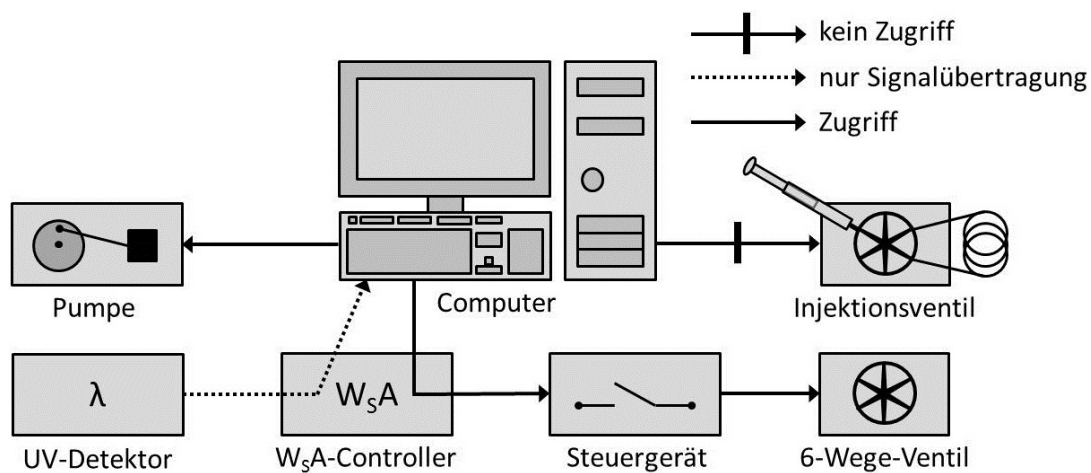 kein Zugriff
nur Signalübertragung
Zugriff
Pumpe
Computer
Injektionsventil
λ
WₛA
UV-Detektor
WₛA-Controller
Steuergerät
6-Wege-Ventil